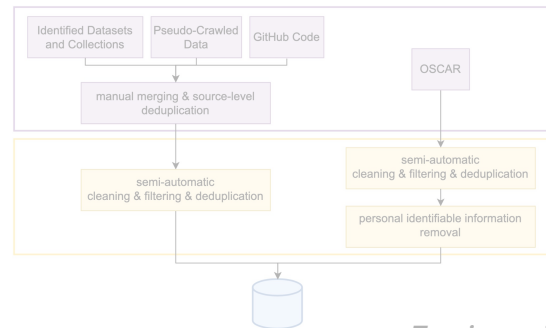 Identified Datasets
and Collections
Pseudo-Crawled
Data
GitHub Code
OSCAR
manual merging & source-level
deduplication
semi-automatic
cleaning & filtering & deduplication
semi-automatic
cleaning & filtering & deduplication
personal identifiable information
removal